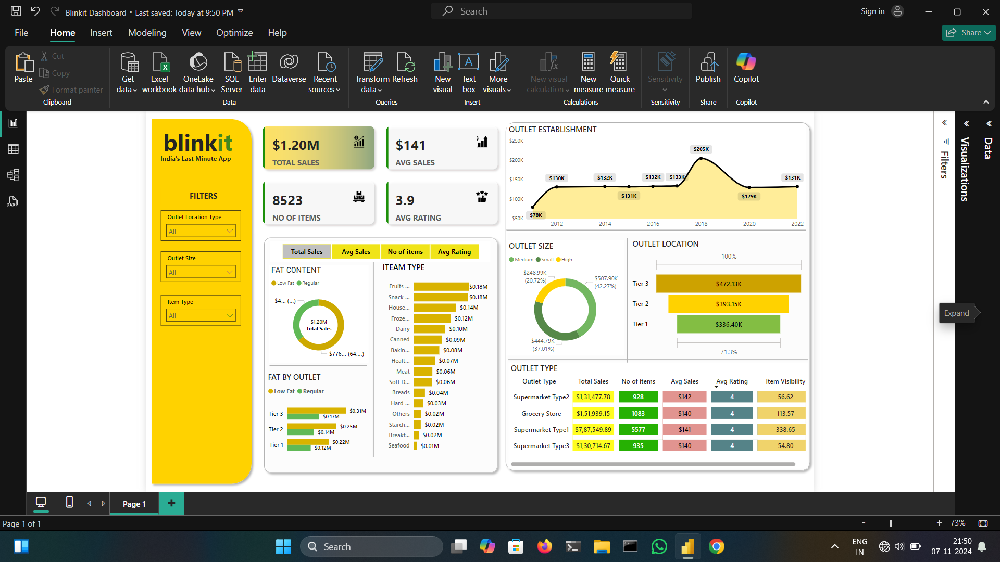 Blinkit Dashboard • Last saved: Today at 9:50 PM
Search
Sign in
File
Home
Insert
Modeling
View
Optimize
Help
Share
Paste
Cut
Copy
Format painter
Clipboard
Get data
Excel workbook
OneLake data hub
SQL Server
Enter data
Dataverse
Recent sources
Data
Transform data
Refresh
Queries
New visual
Text box
More visuals
Insert
New visual calculation
New measure
Quick measure
Calculations
Sensitivity
Sensitivity
Publish
Share
Copilot
Copilot
blinkit
India's Last Minute App
FILTERS
Outlet Location Type
All
Outlet Size
All
Item Type
All
$1.20M
TOTAL SALES
$141
AVG SALES
8523
NO OF ITEMS
3.9
AVG RATING
Total Sales
Avg Sales
No of items
Avg Rating
FAT CONTENT
Low Fat Regular
$4... (...)
$1.20M
Total Sales
$776... (64....)
FAT BY OUTLET
Low Fat Regular
Tier 3 $0.31M
$0.17M
Tier 2 $0.25M
$0.14M
Tier 1 $0.22M
$0.12M
ITEAM TYPE
Fruits ... $0.18M
Snack ... $0.18M
House... $0.14M
Froze... $0.12M
Dairy $0.10M
Canned $0.09M
Bakin... $0.08M
Healt... $0.07M
Meat $0.06M
Soft D... $0.06M
Breads $0.04M
Hard ... $0.03M
Others $0.02M
Starch... $0.02M
Breakf... $0.02M
Seafood $0.01M
OUTLET ESTABLISHMENT
$250K
$200K
$150K
$100K
$50K
$78K
$130K
$132K
$131K
$132K
$133K
$205K
$129K
$131K
2012 2014 2016 2018 2020 2022
OUTLET SIZE
Medium Small High
$248.99K
(20.72%)
$507.90K
(42.27%)
$444.79K
(37.01%)
OUTLET LOCATION
100%
Tier 3 $472.13K
Tier 2 $393.15K
Tier 1 $336.40K
71.3%
OUTLET TYPE
Outlet Type Total Sales No of items Avg Sales Avg Rating Item Visibility
Supermarket Type2 $1,31,477.78 928 $142 4 56.62
Grocery Store $1,51,939.15 1083 $140 4 113.57
Supermarket Type1 $7,87,549.89 5577 $141 4 338.65
Supermarket Type3 $1,30,714.67 935 $140 4 54.80
Filters
Visualizations
Data
Expand
DAX
Page 1
+
Page 1 of 1
- + 73%
Search
ENG
IN
21:50
07-11-2024